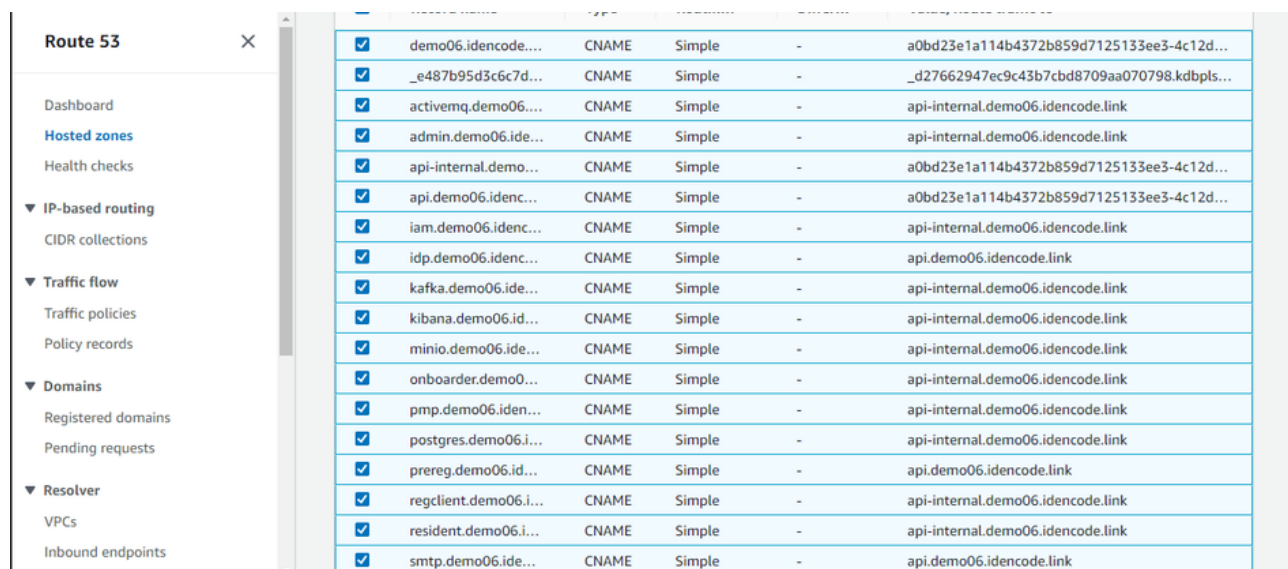 Route 53
Dashboard
Hosted zones
Health checks
IP-based routing
CIDR collections
Traffic flow
Traffic policies
Policy records
Domains
Registered domains
Pending requests
Resolver
VPCs
Inbound endpoints
demo06.idencode.... CNAME Simple - a0bd23e1a114b4372b859d7125133ee3-4c12d...
_e487b95d3c6c7d... CNAME Simple - _d27662947ec9c43b7cbd8709aa070798.kdbpls...
activemq.demo06.... CNAME Simple - api-internal.demo06.idencode.link
admin.demo06.ide... CNAME Simple - api-internal.demo06.idencode.link
api-internal.demo... CNAME Simple - a0bd23e1a114b4372b859d7125133ee3-4c12d...
api.demo06.idenc... CNAME Simple - a0bd23e1a114b4372b859d7125133ee3-4c12d...
iam.demo06.idenc... CNAME Simple - api-internal.demo06.idencode.link
idp.demo06.idenc... CNAME Simple - api.demo06.idencode.link
kafka.demo06.ide... CNAME Simple - api-internal.demo06.idencode.link
kibana.demo06.id... CNAME Simple - api-internal.demo06.idencode.link
minio.demo06.ide... CNAME Simple - api-internal.demo06.idencode.link
onboarder.demo0... CNAME Simple - api-internal.demo06.idencode.link
pmp.demo06.iden... CNAME Simple - api-internal.demo06.idencode.link
postgres.demo06.i... CNAME Simple - api-internal.demo06.idencode.link
prereg.demo06.id... CNAME Simple - api.demo06.idencode.link
regclient.demo06.i... CNAME Simple - api-internal.demo06.idencode.link
resident.demo06.i... CNAME Simple - api-internal.demo06.idencode.link
smtp.demo06.ide... CNAME Simple - api.demo06.idencode.link